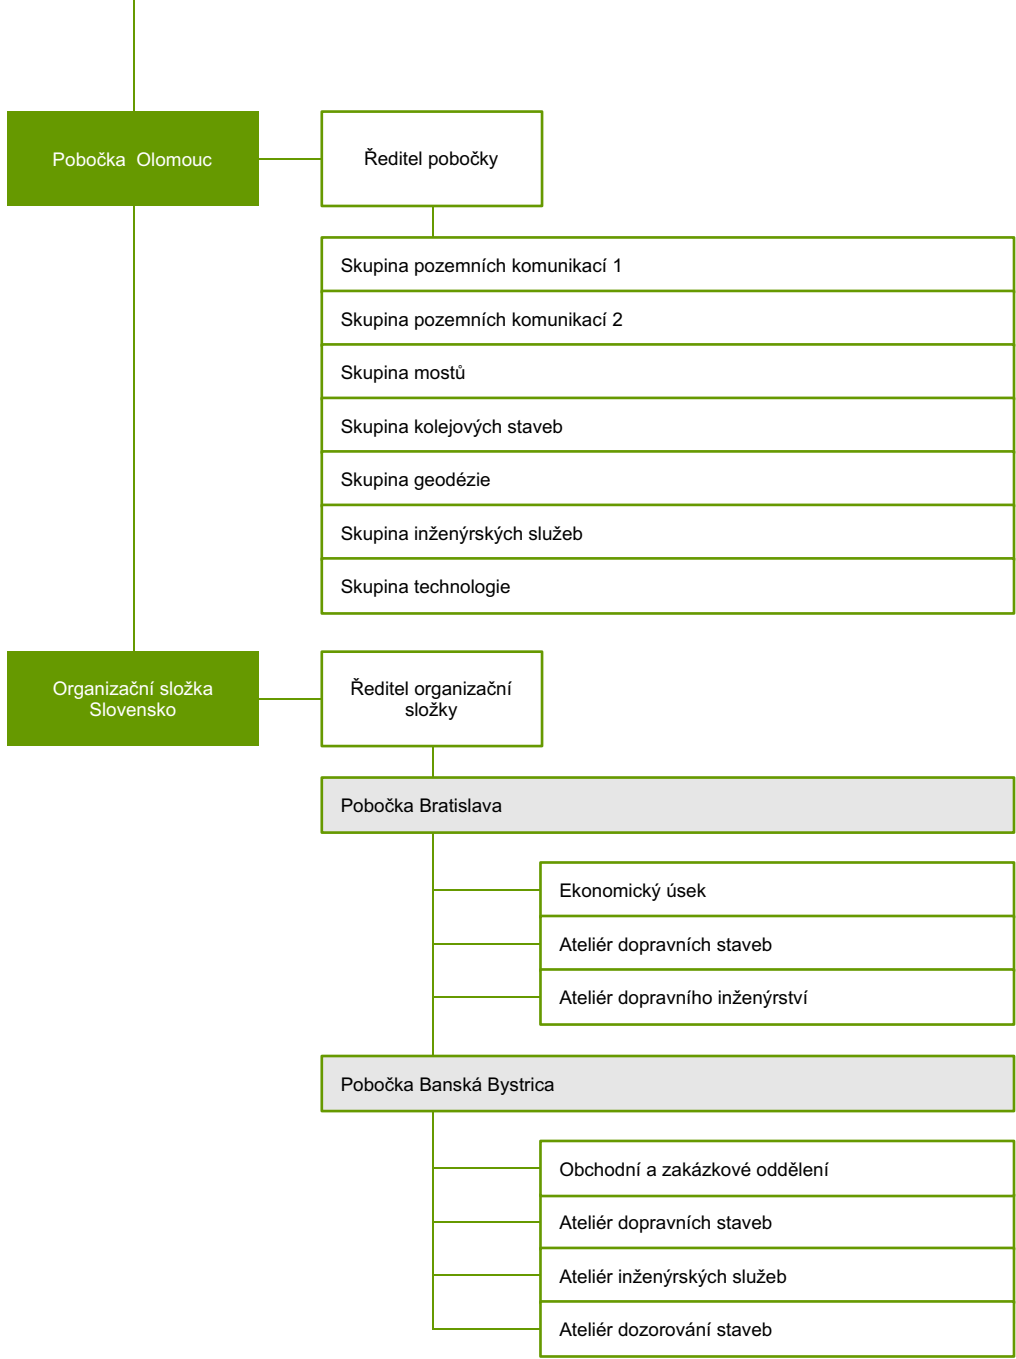 Pobočka  Olomouc
Ředitel pobočky
Skupina pozemních komunikací 1
Skupina pozemních komunikací 2
Skupina mostů
Skupina kolejových staveb
Skupina geodézie
Skupina inženýrských služeb
Skupina technologie
Organizační složka
Slovensko
Ředitel organizační
složky
Pobočka Bratislava
Ekonomický úsek
Ateliér dopravních staveb
Ateliér dopravního inženýrství
Pobočka Banská Bystrica
Obchodní a zakázkové oddělení
Ateliér dopravních staveb
Ateliér inženýrských služeb
Ateliér dozorování staveb